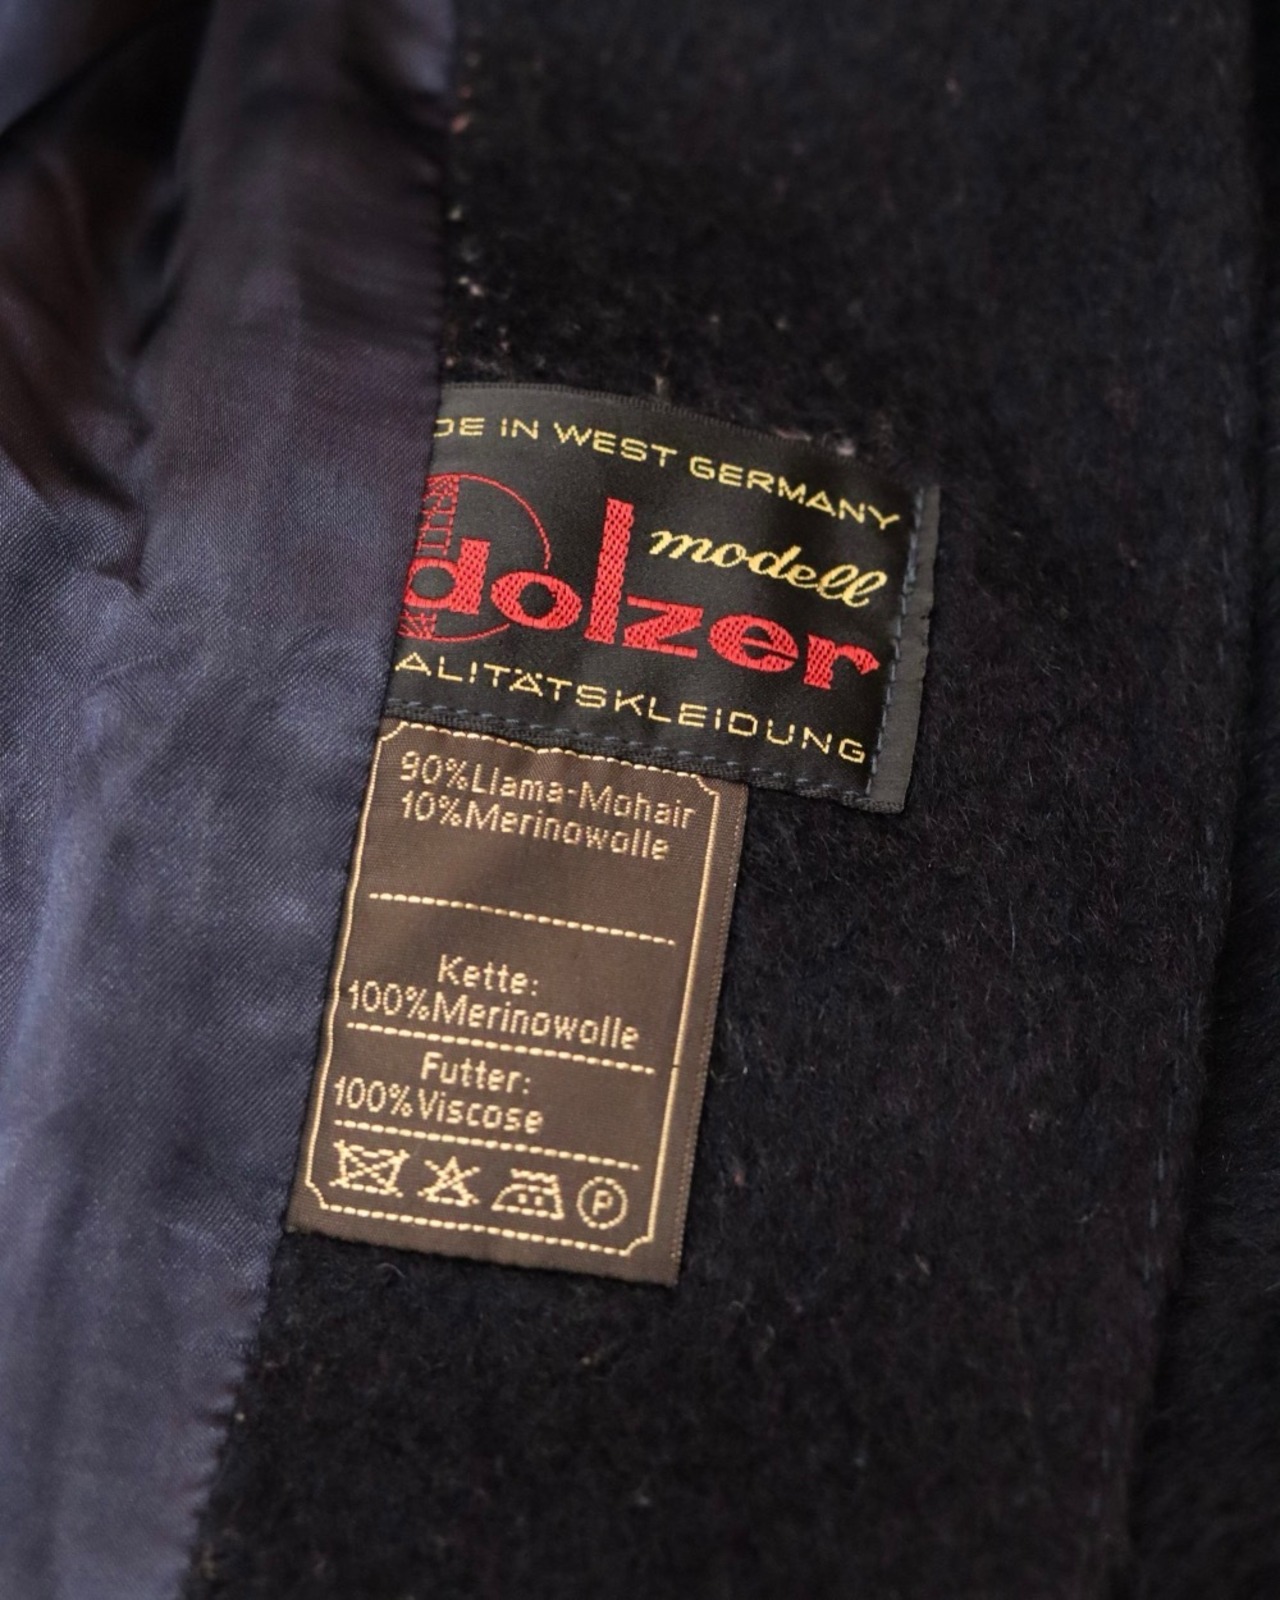 DE IN WEST GERMANY
modell
dolzer
ALITÄTSKLEIDUNG
90%Llama-Mohair
10%Merinowolle
Kette:
100%Merinowolle
Futter:
100%Viscose
P